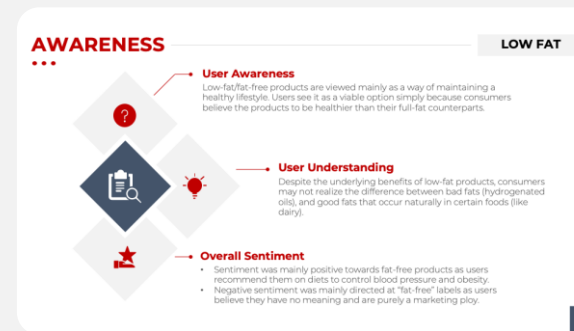 AWARENESS
LOW FAT
User Awareness
Low-fat/fat-free products are viewed mainly as a way of maintaining a
healthy lifestyle. Users see it as a viable option simply because consumers
believe the products to be healthier than their full-fat counterparts.
?
User Understanding
Despite the underlying benefits of low-fat products, consumers
may not realize the difference between bad fats (hydrogenated
oils), and good fats that occur naturally in certain foods (like
dairy).
Overall Sentiment
• Sentiment was mainly positive towards fat-free products as users
recommend them on diets to control blood pressure and obesity.
• Negative sentiment was mainly directed at "fat-free" labels as users
believe they have no meaning and are purely a marketing ploy.